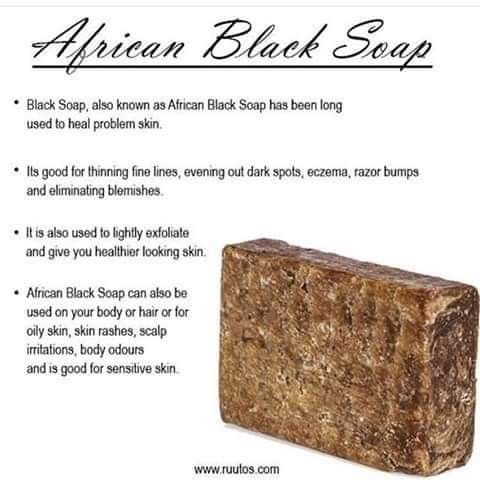 African Black Soap
• Black Soap, also known as African Black Soap has been long
used to heal problem skin.
• Its good for thinning fine lines, evening out dark spots, eczema, razor bumps
and eliminating blemishes.
• It is also used to lightly exfoliate
and give you healthier looking skin.
• African Black Soap can also be
used on your body or hair or for
oily skin, skin rashes, scalp
irritations, body odours
and is good for sensitive skin.
www.ruutos.com